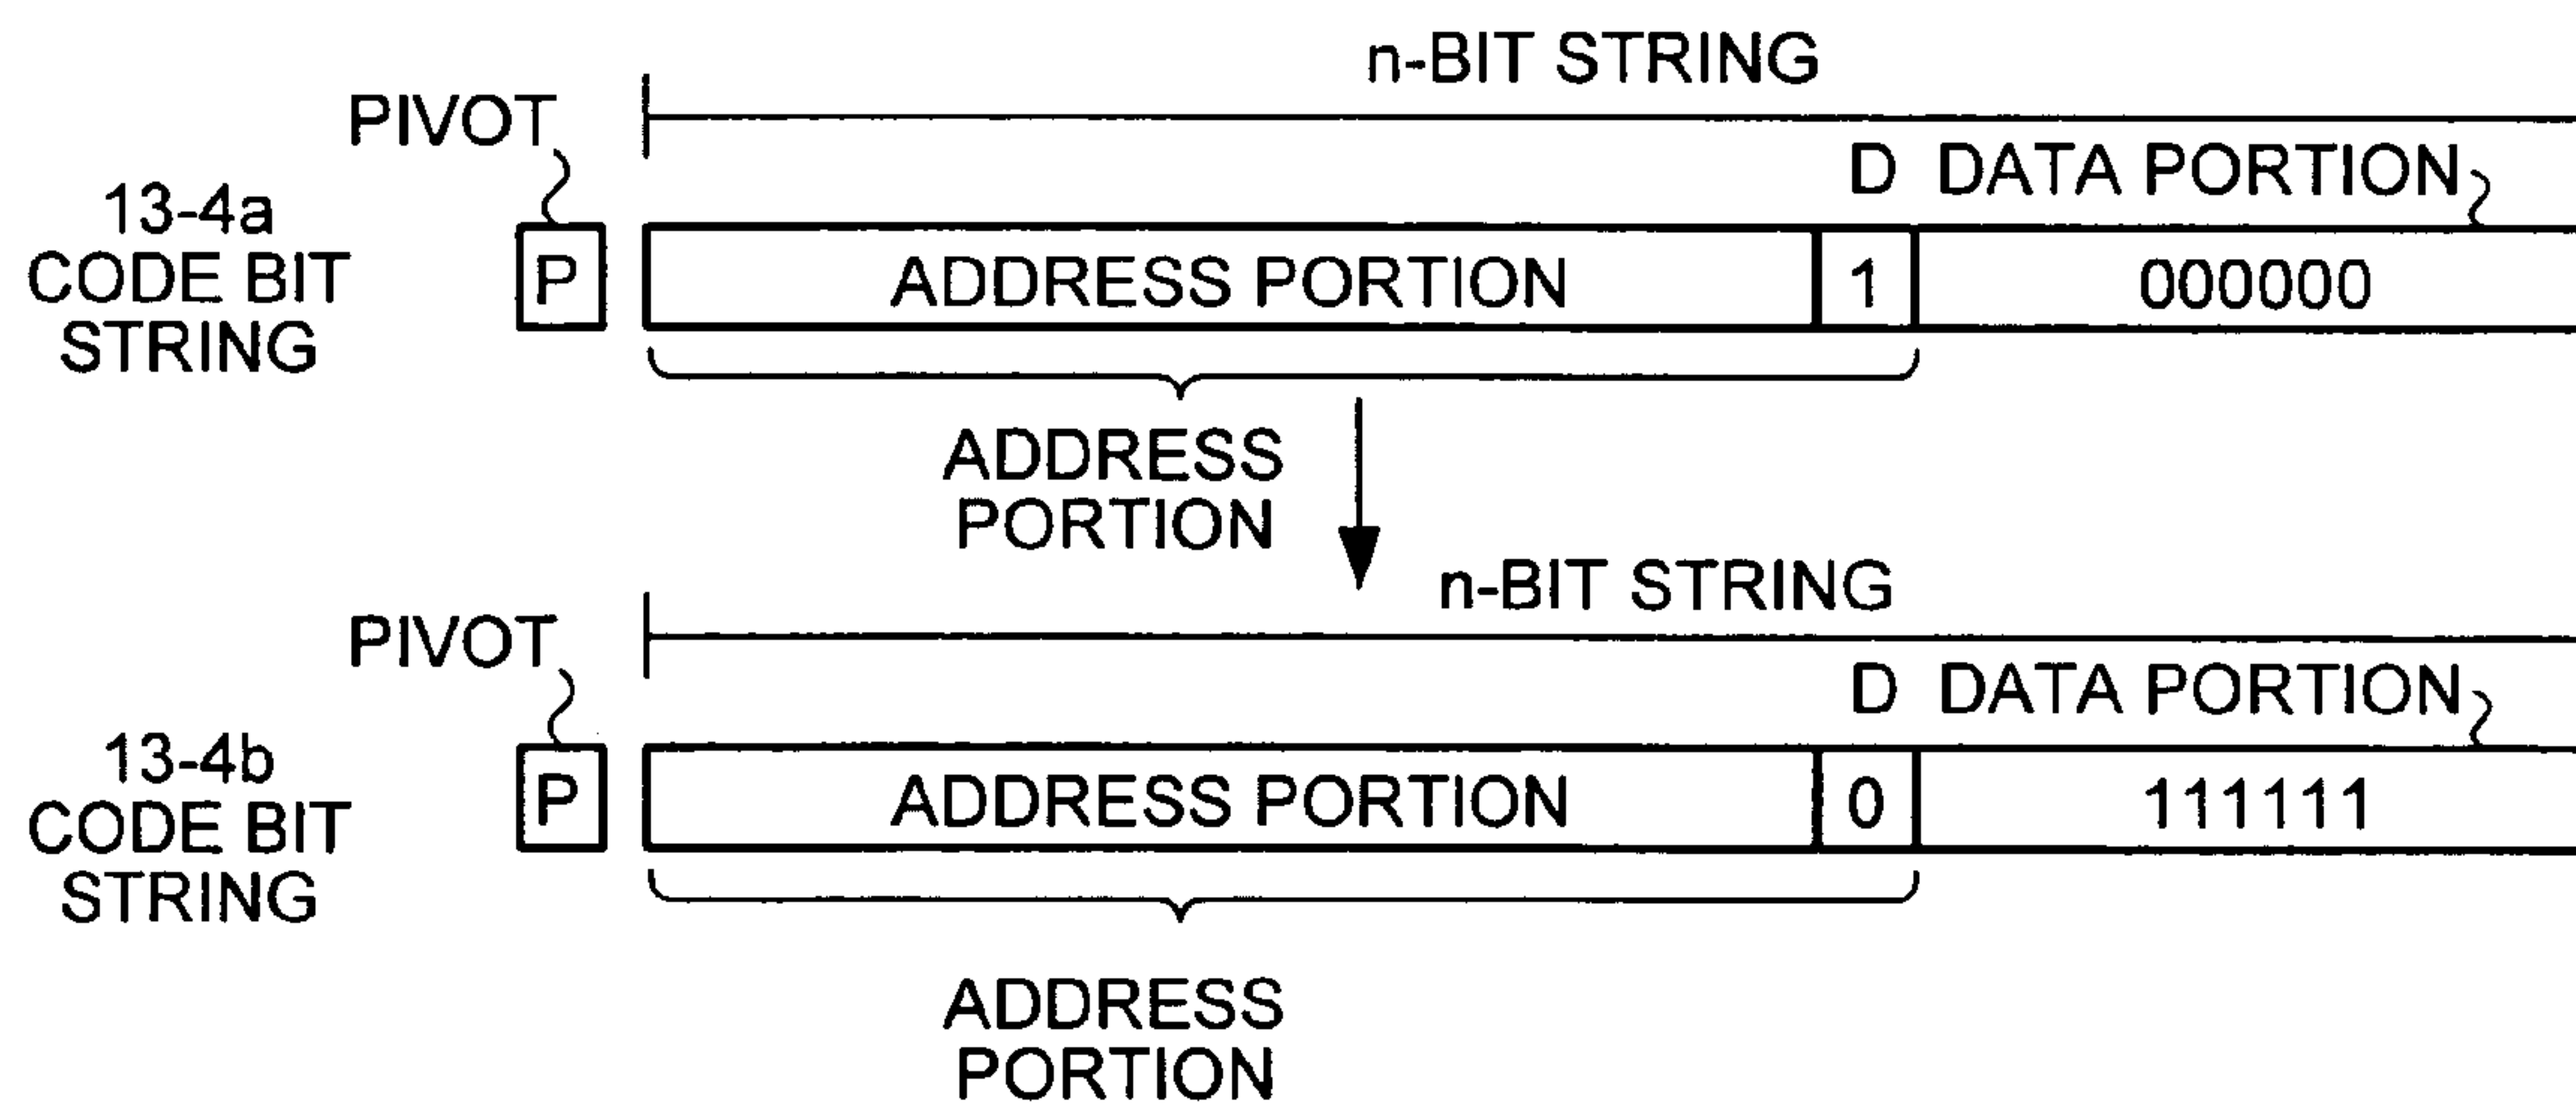 n-BIT STRING
PIVOT
D DATA PORTION
13-4a
CODE BIT
STRING
P
ADDRESS PORTION
1
000000
ADDRESS
PORTION
n-BIT STRING
PIVOT
D DATA PORTION
13-4b
CODE BIT
STRING
P
ADDRESS PORTION
0
111111
ADDRESS
PORTION